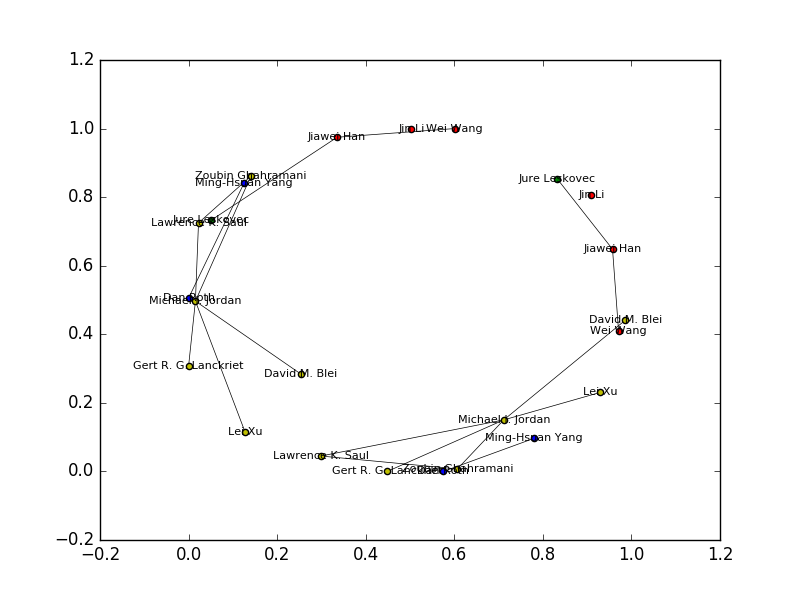 1.2
1.0
0.8
0.6
0.4
0.2
0.0
−0.2
−0.2
0.0
0.2
0.4
0.6
0.8
1.0
1.2
Jiawei Han
Jin Li
Wei Wang
Zoubin Ghahramani
Ming-Hsuan Yang
Jure Leskovec
Jin Li
Jure Leskovec
Lawrence K. Saul
Jiawei Han
Dan Roth
Michael I. Jordan
David M. Blei
Wei Wang
Gert R. G. Lanckriet
David M. Blei
Lei Xu
Michael I. Jordan
Lei Xu
Ming-Hsuan Yang
Lawrence K. Saul
Gert R. G. Lanckriet
Zoubin Ghahramani
Dan Roth